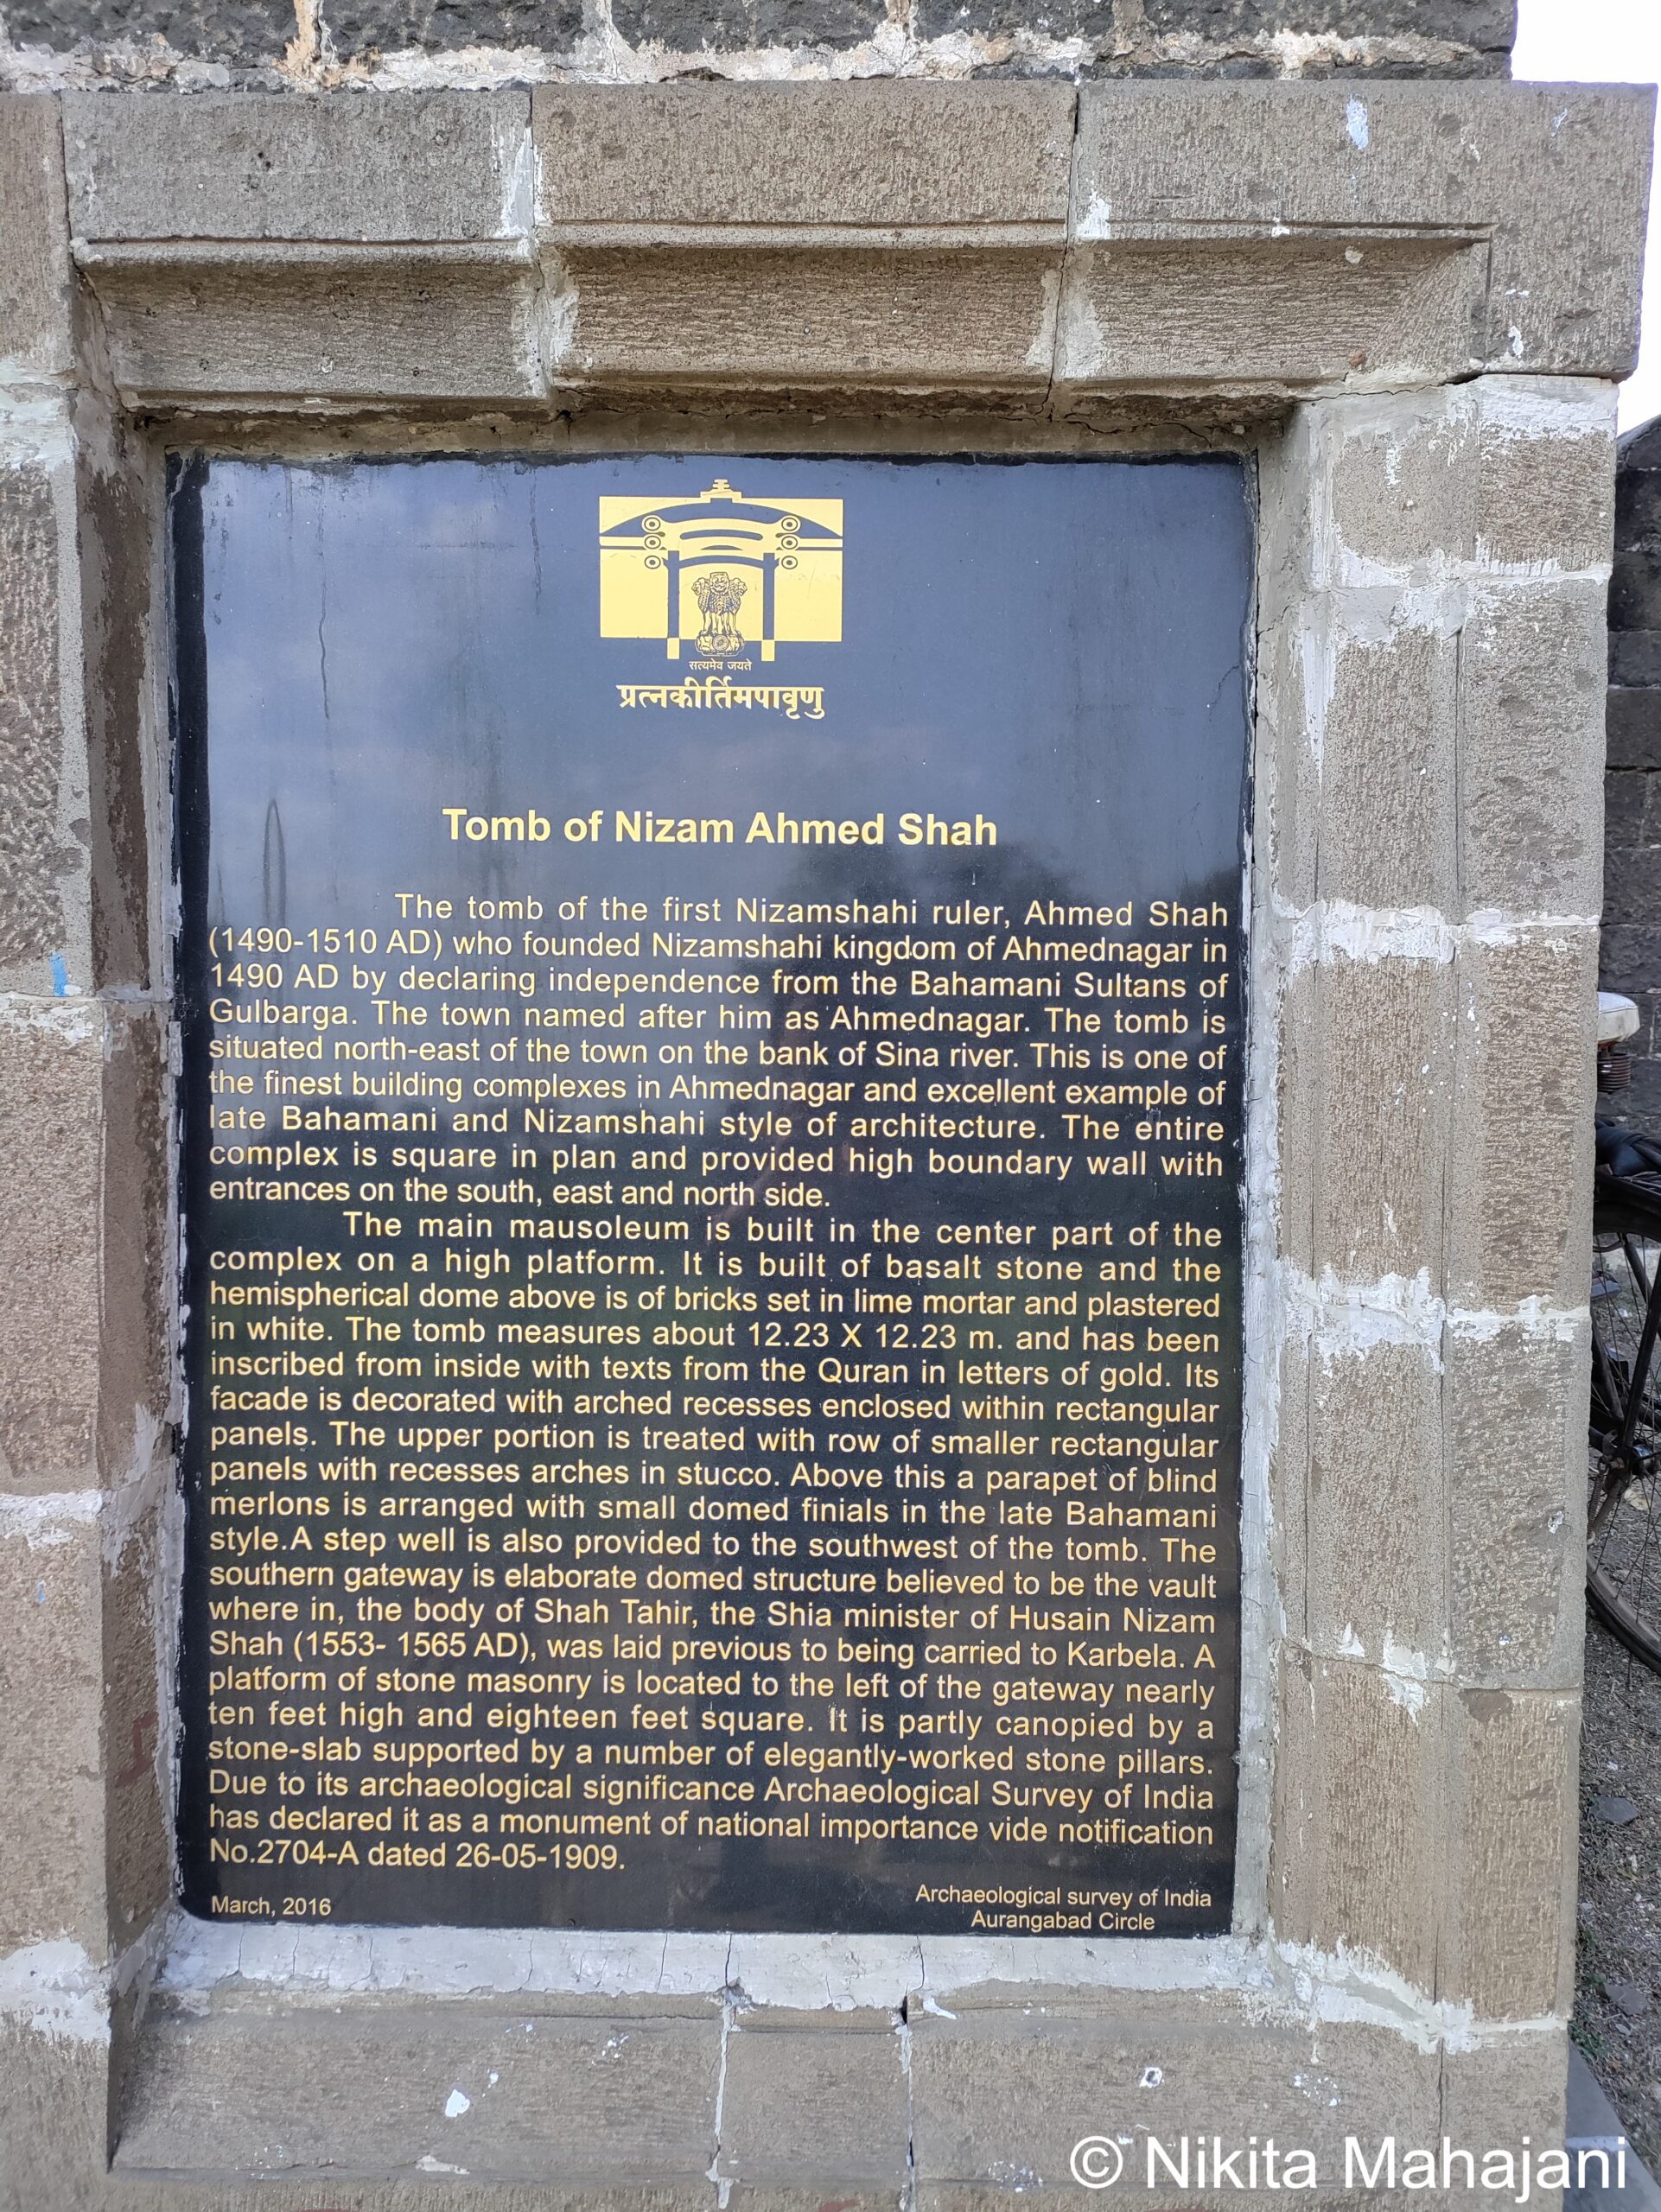 सत्यमेव जयते
प्रत्नकीर्तिमपावृणु
Tomb of Nizam Ahmed Shah
The tomb of the first Nizamshahi ruler, Ahmed Shah
(1490-1510 AD) who founded Nizamshahi kingdom of Ahmednagar in
1490 AD by declaring independence from the Bahamani Sultans of
Gulbarga. The town named after him as Ahmednagar. The tomb is
situated north-east of the town on the bank of Sina river. This is one of
the finest building complexes in Ahmednagar and excellent example of
late Bahamani and Nizamshahi style of architecture. The entire
complex is square in plan and provided high boundary wall with
entrances on the south, east and north side.
The main mausoleum is built in the center part of the
complex on a high platform. It is built of basalt stone and the
hemispherical dome above is of bricks set in lime mortar and plastered
in white. The tomb measures about 12.23 X 12.23 m. and has been
inscribed from inside with texts from the Quran in letters of gold. Its
facade is decorated with arched recesses enclosed within rectangular
panels. The upper portion is treated with row of smaller rectangular
panels with recesses arches in stucco. Above this a parapet of blind
merlons is arranged with small domed finials in the late Bahamani
style.A step well is also provided to the southwest of the tomb. The
southern gateway is elaborate domed structure believed to be the vault
where in, the body of Shah Tahir, the Shia minister of Husain Nizam
Shah (1553- 1565 AD), was laid previous to being carried to Karbela. A
platform of stone masonry is located to the left of the gateway nearly
ten feet high and eighteen feet square. It is partly canopied by a
stone-slab supported by a number of elegantly-worked stone pillars.
Due to its archaeological significance Archaeological Survey of India
has declared it as a monument of national importance vide notification
No.2704-A dated 26-05-1909.
March, 2016
Archaeological survey of India
Aurangabad Circle
© Nikita Mahajani